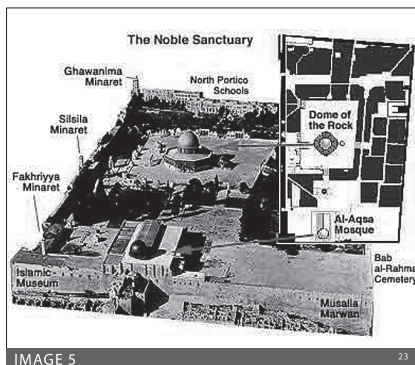 The Noble Sanctuary
Ghawanima
Minaret
North Portico
Schools
Silsila
Minaret
Dome of
the Rock
Fakhriyya
Minaret
Al-Aqsa
Mosque
Bab
al-Rahma
Cemetery
Islamic
Museum
Musalla
Marwan
IMAGE 5
23